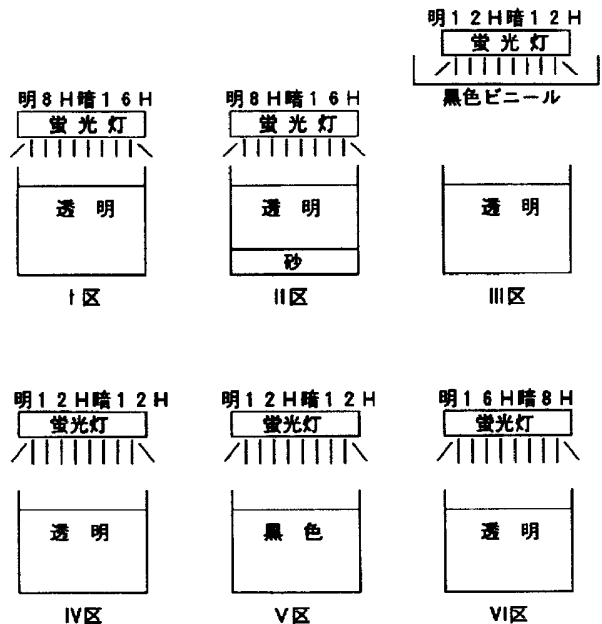 明12H暗12H
蛍光灯
黒色ビニール
明8H暗16H
蛍光灯
透明
I区
明8H暗16H
蛍光灯
透明
砂
II区
透明
III区
明12H暗12H
蛍光灯
透明
IV区
明12H暗12H
蛍光灯
黒色
V区
明16H暗8H
蛍光灯
透明
VI区